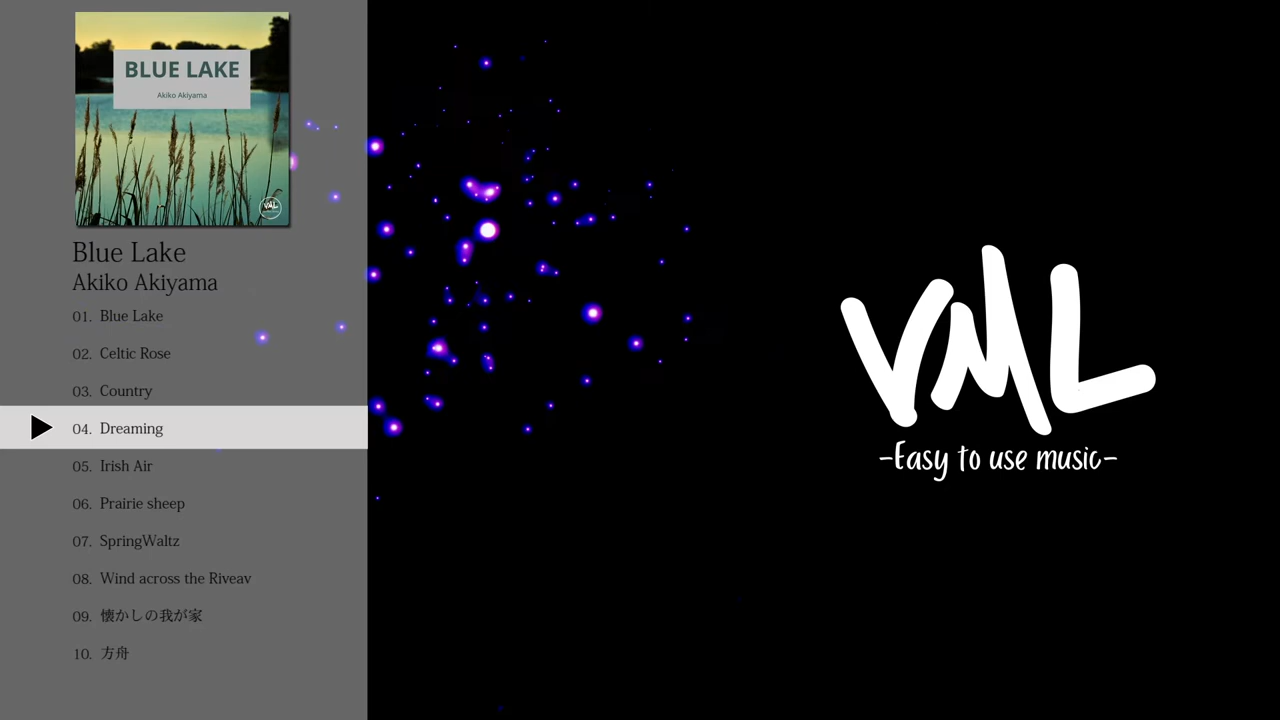 BLUE LAKE
Akiko Akiyama
VML
Blue Lake
Akiko Akiyama
01. Blue Lake
02. Celtic Rose
03. Country
04. Dreaming
05. Irish Air
06. Prairie sheep
07. SpringWaltz
08. Wind across the Riveav
09. 懐かしの我が家
10. 方舟
VML
-Easy to use music-